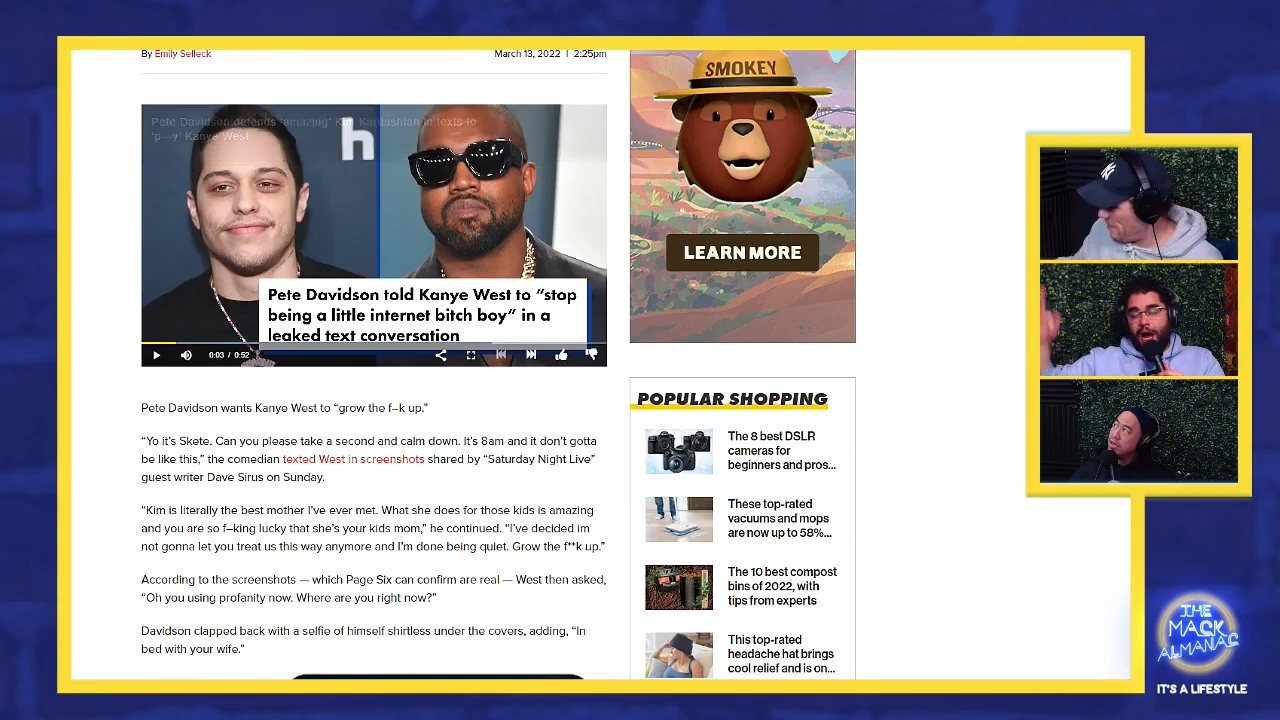 By Emily Selleck
March 13, 2022 | 2:25pm
Pete Davidson defends 'amazing' Kim Kardashian in texts to
'p—y' Kanye West
h
Pete Davidson told Kanye West to “stop
being a little internet bitch boy” in a
leaked text conversation
0:03 / 0:52
Pete Davidson wants Kanye West to “grow the f–k up.”
“Yo it’s Skete. Can you please take a second and calm down. It’s 8am and it don’t gotta
be like this,” the comedian texted West in screenshots shared by “Saturday Night Live”
guest writer Dave Sirus on Sunday.
“Kim is literally the best mother I’ve ever met. What she does for those kids is amazing
and you are so f–king lucky that she’s your kids mom,” he continued. “I’ve decided im
not gonna let you treat us this way anymore and I’m done being quiet. Grow the f**k up.”
According to the screenshots — which Page Six can confirm are real — West then asked,
“Oh you using profanity now. Where are you right now?”
Davidson clapped back with a selfie of himself shirtless under the covers, adding, “In
bed with your wife.”
SMOKEY
LEARN MORE
POPULAR SHOPPING
The 8 best DSLR
cameras for
beginners and pros...
These top-rated
vacuums and mops
are now up to 58%...
The 10 best compost
bins of 2022, with
tips from experts
This top-rated
headache hat brings
cool relief and is on...
THE
MACK
ALMANAC
IT'S A LIFESTYLE